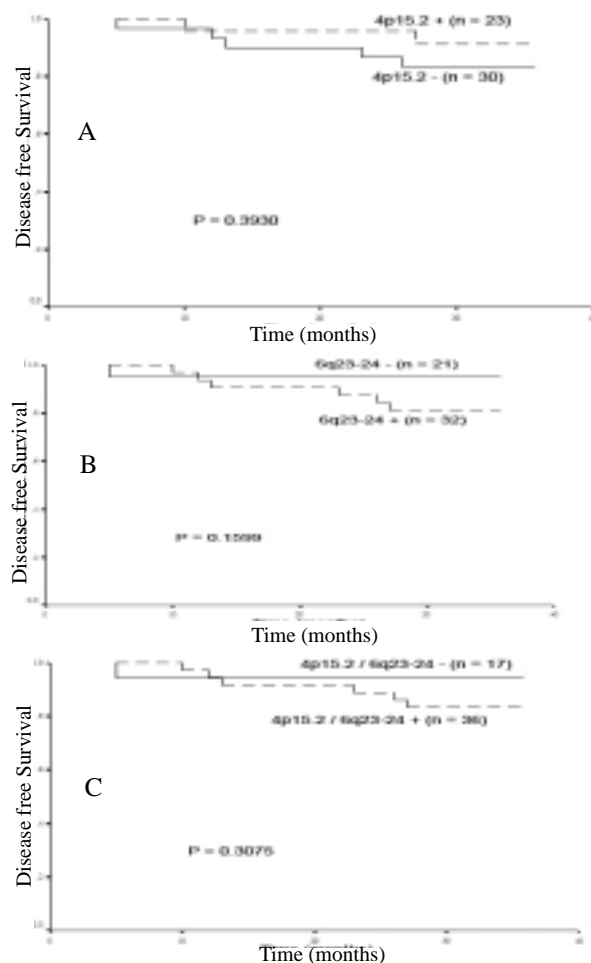 4p15.2 + (n = 23)
4p15.2 - (n = 30)
Disease free Survival
A
P = 0.3930
Time (months)
6q23-24 - (n = 21)
6q23-24 + (n = 32)
Disease free Survival
B
P = 0.1599
Time (months)
4p15.2 / 6q23-24 - (n = 17)
4p15.2 / 6q23-24 + (n = 36)
Disease free Survival
C
P = 0.3075
Time (months)